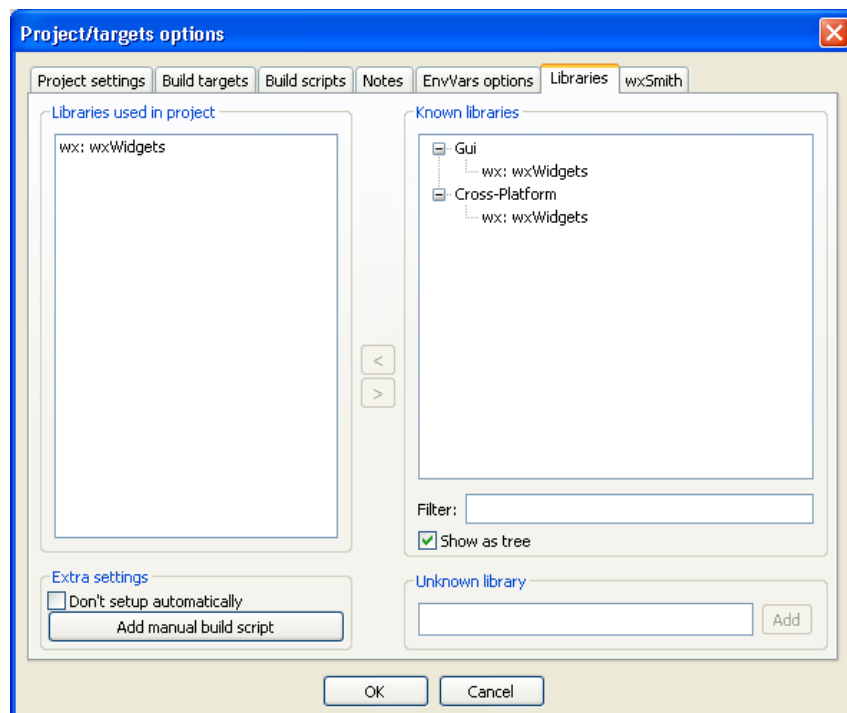 Project/targets options
Project settings Build targets Build scripts Notes EnvVars options Libraries wxSmith
Libraries used in project
wx: wxWidgets
Known libraries
Gui
wx: wxWidgets
Cross-Platform
wx: wxWidgets
<
>
Filter:
Show as tree
Extra settings
Don't setup automatically
Add manual build script
Unknown library
Add
OK Cancel